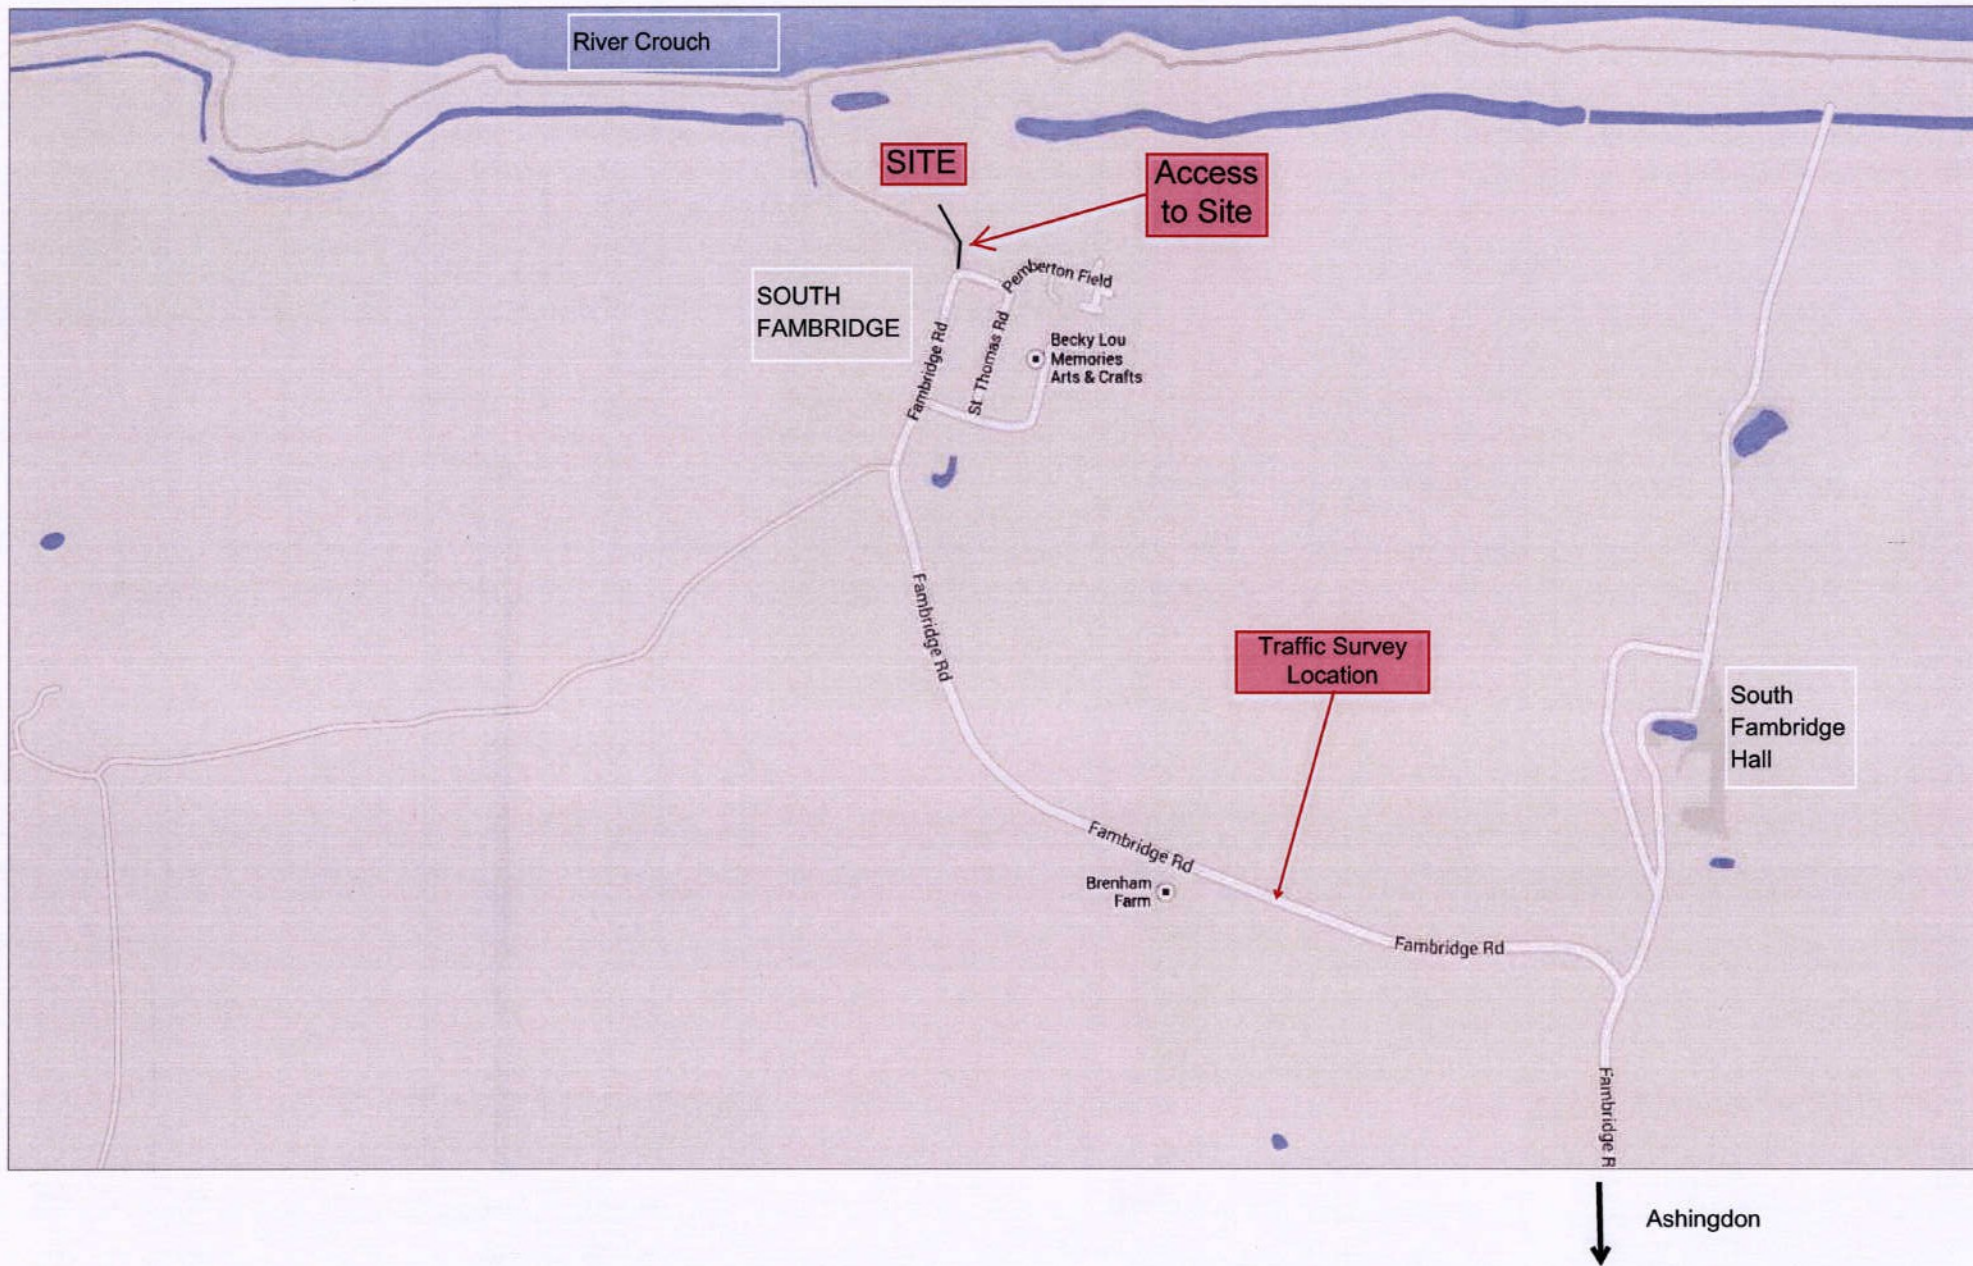 River Crouch
SITE
Access
to Site
SOUTH
FAMBRIDGE
Pemberton Field
Fambridge Rd
St. Thomas Rd
Becky Lou
Memories
Arts & Crafts
Fambridge Rd
Traffic Survey
Location
South
Fambridge
Hall
Fambridge Rd
Brenham
Farm
Fambridge Rd
Fambridge R
Ashingdon